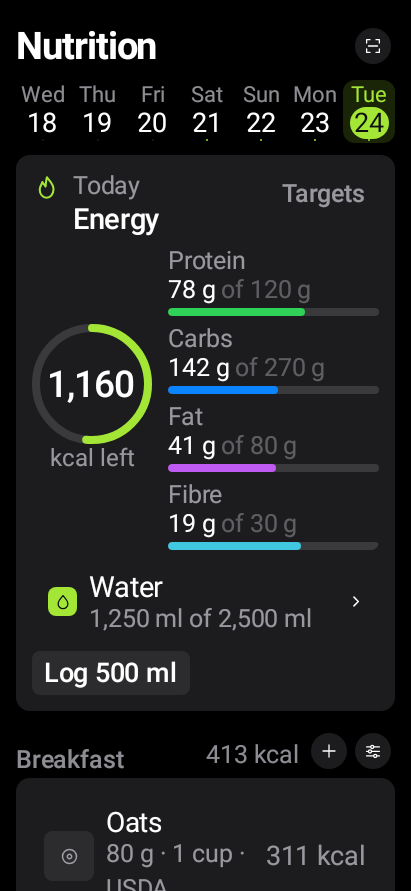 Nutrition
Wed Thu Fri Sat Sun Mon Tue
18 19 20 21 22 23 24
Today
Energy
Targets
Protein
78 g of 120 g
Carbs
142 g of 270 g
1,160
kcal left
Fat
41 g of 80 g
Fibre
19 g of 30 g
Water
1,250 ml of 2,500 ml
Log 500 ml
Breakfast 413 kcal
Oats
80 g · 1 cup · 311 kcal
USDA